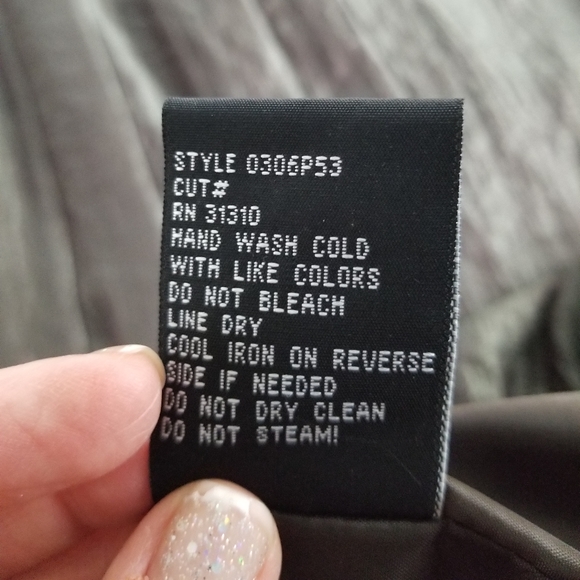 STYLE 0306P53
CUT#
RN 31310
HAND WASH COLD
WITH LIKE COLORS
DO NOT BLEACH
LINE DRY
COOL IRON ON REVERSE
SIDE IF NEEDED
DO NOT DRY CLEAN
DO NOT STEAM!